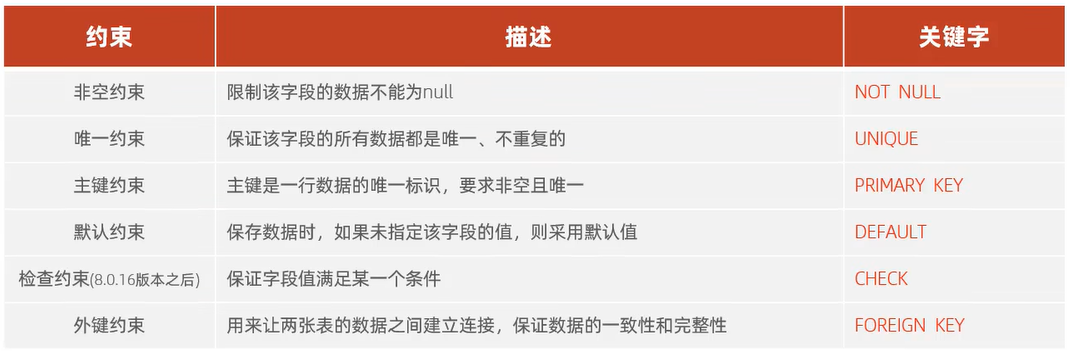 约束 描述 关键字
非空约束 限制该字段的数据不能为null NOT NULL
唯一约束 保证该字段的所有数据都是唯一、不重复的 UNIQUE
主键约束 主键是一行数据的唯一标识，要求非空且唯一 PRIMARY KEY
默认约束 保存数据时，如果未指定该字段的值，则采用默认值 DEFAULT
检查约束(8.0.16版本之后) 保证字段值满足某一个条件 CHECK
外键约束 用来让两张表的数据之间建立连接，保证数据的一致性和完整性 FOREIGN KEY